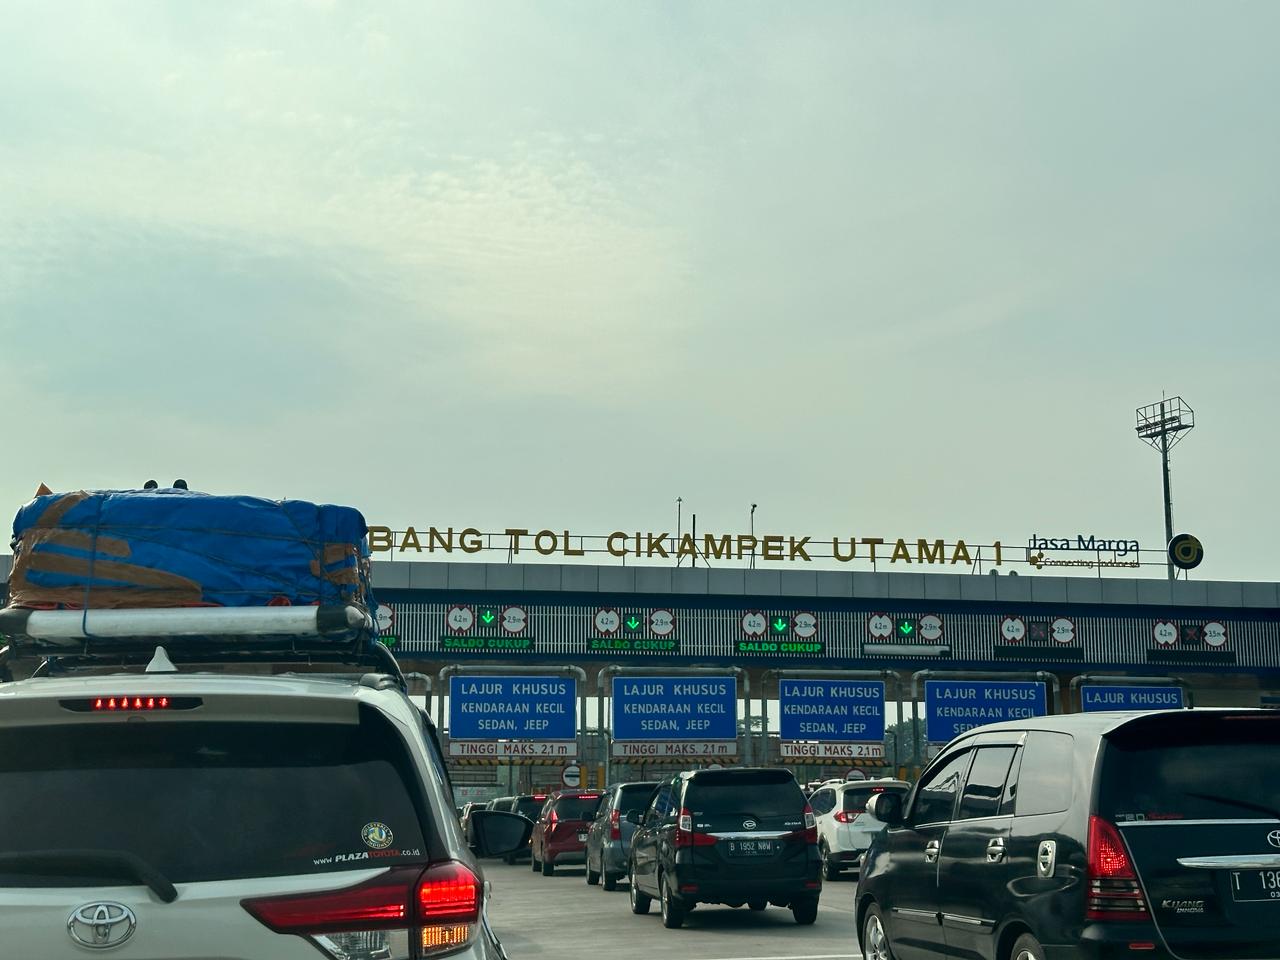 BANG TOL CIKAMPEK UTAMA 1
Jasa Marga
Connecting Indonesia
4.2m 2.9m
4.2m 2.9m
4.2m 2.9m
4.2m 2.9m
4.2m 2.9m
4.2m 3.5m
SALDO CUKUP
SALDO CUKUP
SALDO CUKUP
LAJUR KHUSUS
KENDARAAN KECIL
SEDAN, JEEP
TINGGI MAKS. 2,1 m
LAJUR KHUSUS
KENDARAAN KECIL
SEDAN, JEEP
TINGGI MAKS. 2,1 m
LAJUR KHUSUS
KENDARAAN KECIL
SEDAN, JEEP
TINGGI MAKS. 2,1 m
LAJUR KHUSUS
KENDARAAN KECIL
LAJUR KHUSUS
www.PLAZATOYOTA.co.id
B 1952 NBW
T 136
KIJANG
INNOVA